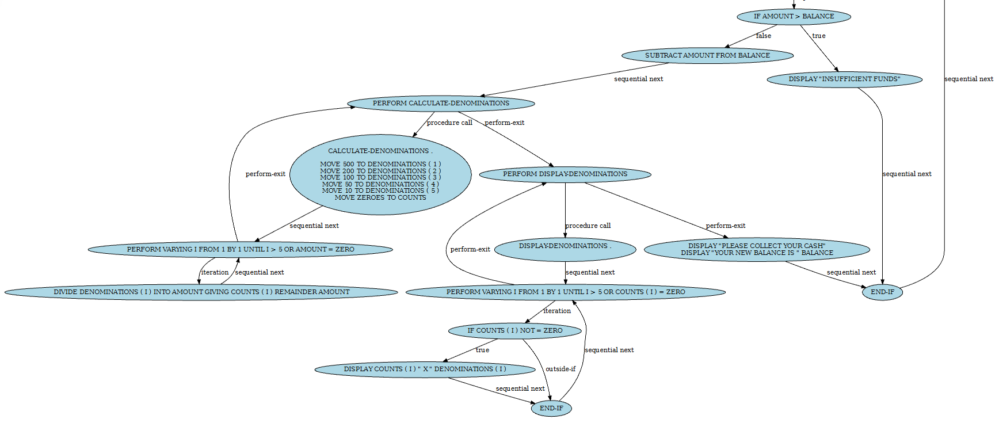 IF AMOUNT > BALANCE
false
true
SUBTRACT AMOUNT FROM BALANCE
DISPLAY "INSUFFICIENT FUNDS"
sequential next
sequential next
PERFORM CALCULATE-DENOMINATIONS
procedure call
perform-exit
CALCULATE-DENOMINATIONS .
MOVE 500 TO DENOMINATIONS ( 1 )
MOVE 200 TO DENOMINATIONS ( 2 )
MOVE 100 TO DENOMINATIONS ( 3 )
MOVE 50 TO DENOMINATIONS ( 4 )
MOVE 10 TO DENOMINATIONS ( 5 )
MOVE ZEROES TO COUNTS
perform-exit
PERFORM DISPLAY-DENOMINATIONS
sequential next
sequential next
procedure call
perform-exit
PERFORM VARYING I FROM 1 BY 1 UNTIL I > 5 OR AMOUNT = ZERO
perform-exit
DISPLAY-DENOMINATIONS .
DISPLAY "PLEASE COLLECT YOUR CASH"
DISPLAY "YOUR NEW BALANCE IS " BALANCE
iteration
sequential next
sequential next
sequential next
DIVIDE DENOMINATIONS ( I ) INTO AMOUNT GIVING COUNTS ( I ) REMAINDER AMOUNT
PERFORM VARYING I FROM 1 BY 1 UNTIL I > 5 OR COUNTS ( I ) = ZERO
END-IF
iteration
IF COUNTS ( I ) NOT = ZERO
true
sequential next
DISPLAY COUNTS ( I ) " X " DENOMINATIONS ( I )
outside-if
sequential next
END-IF